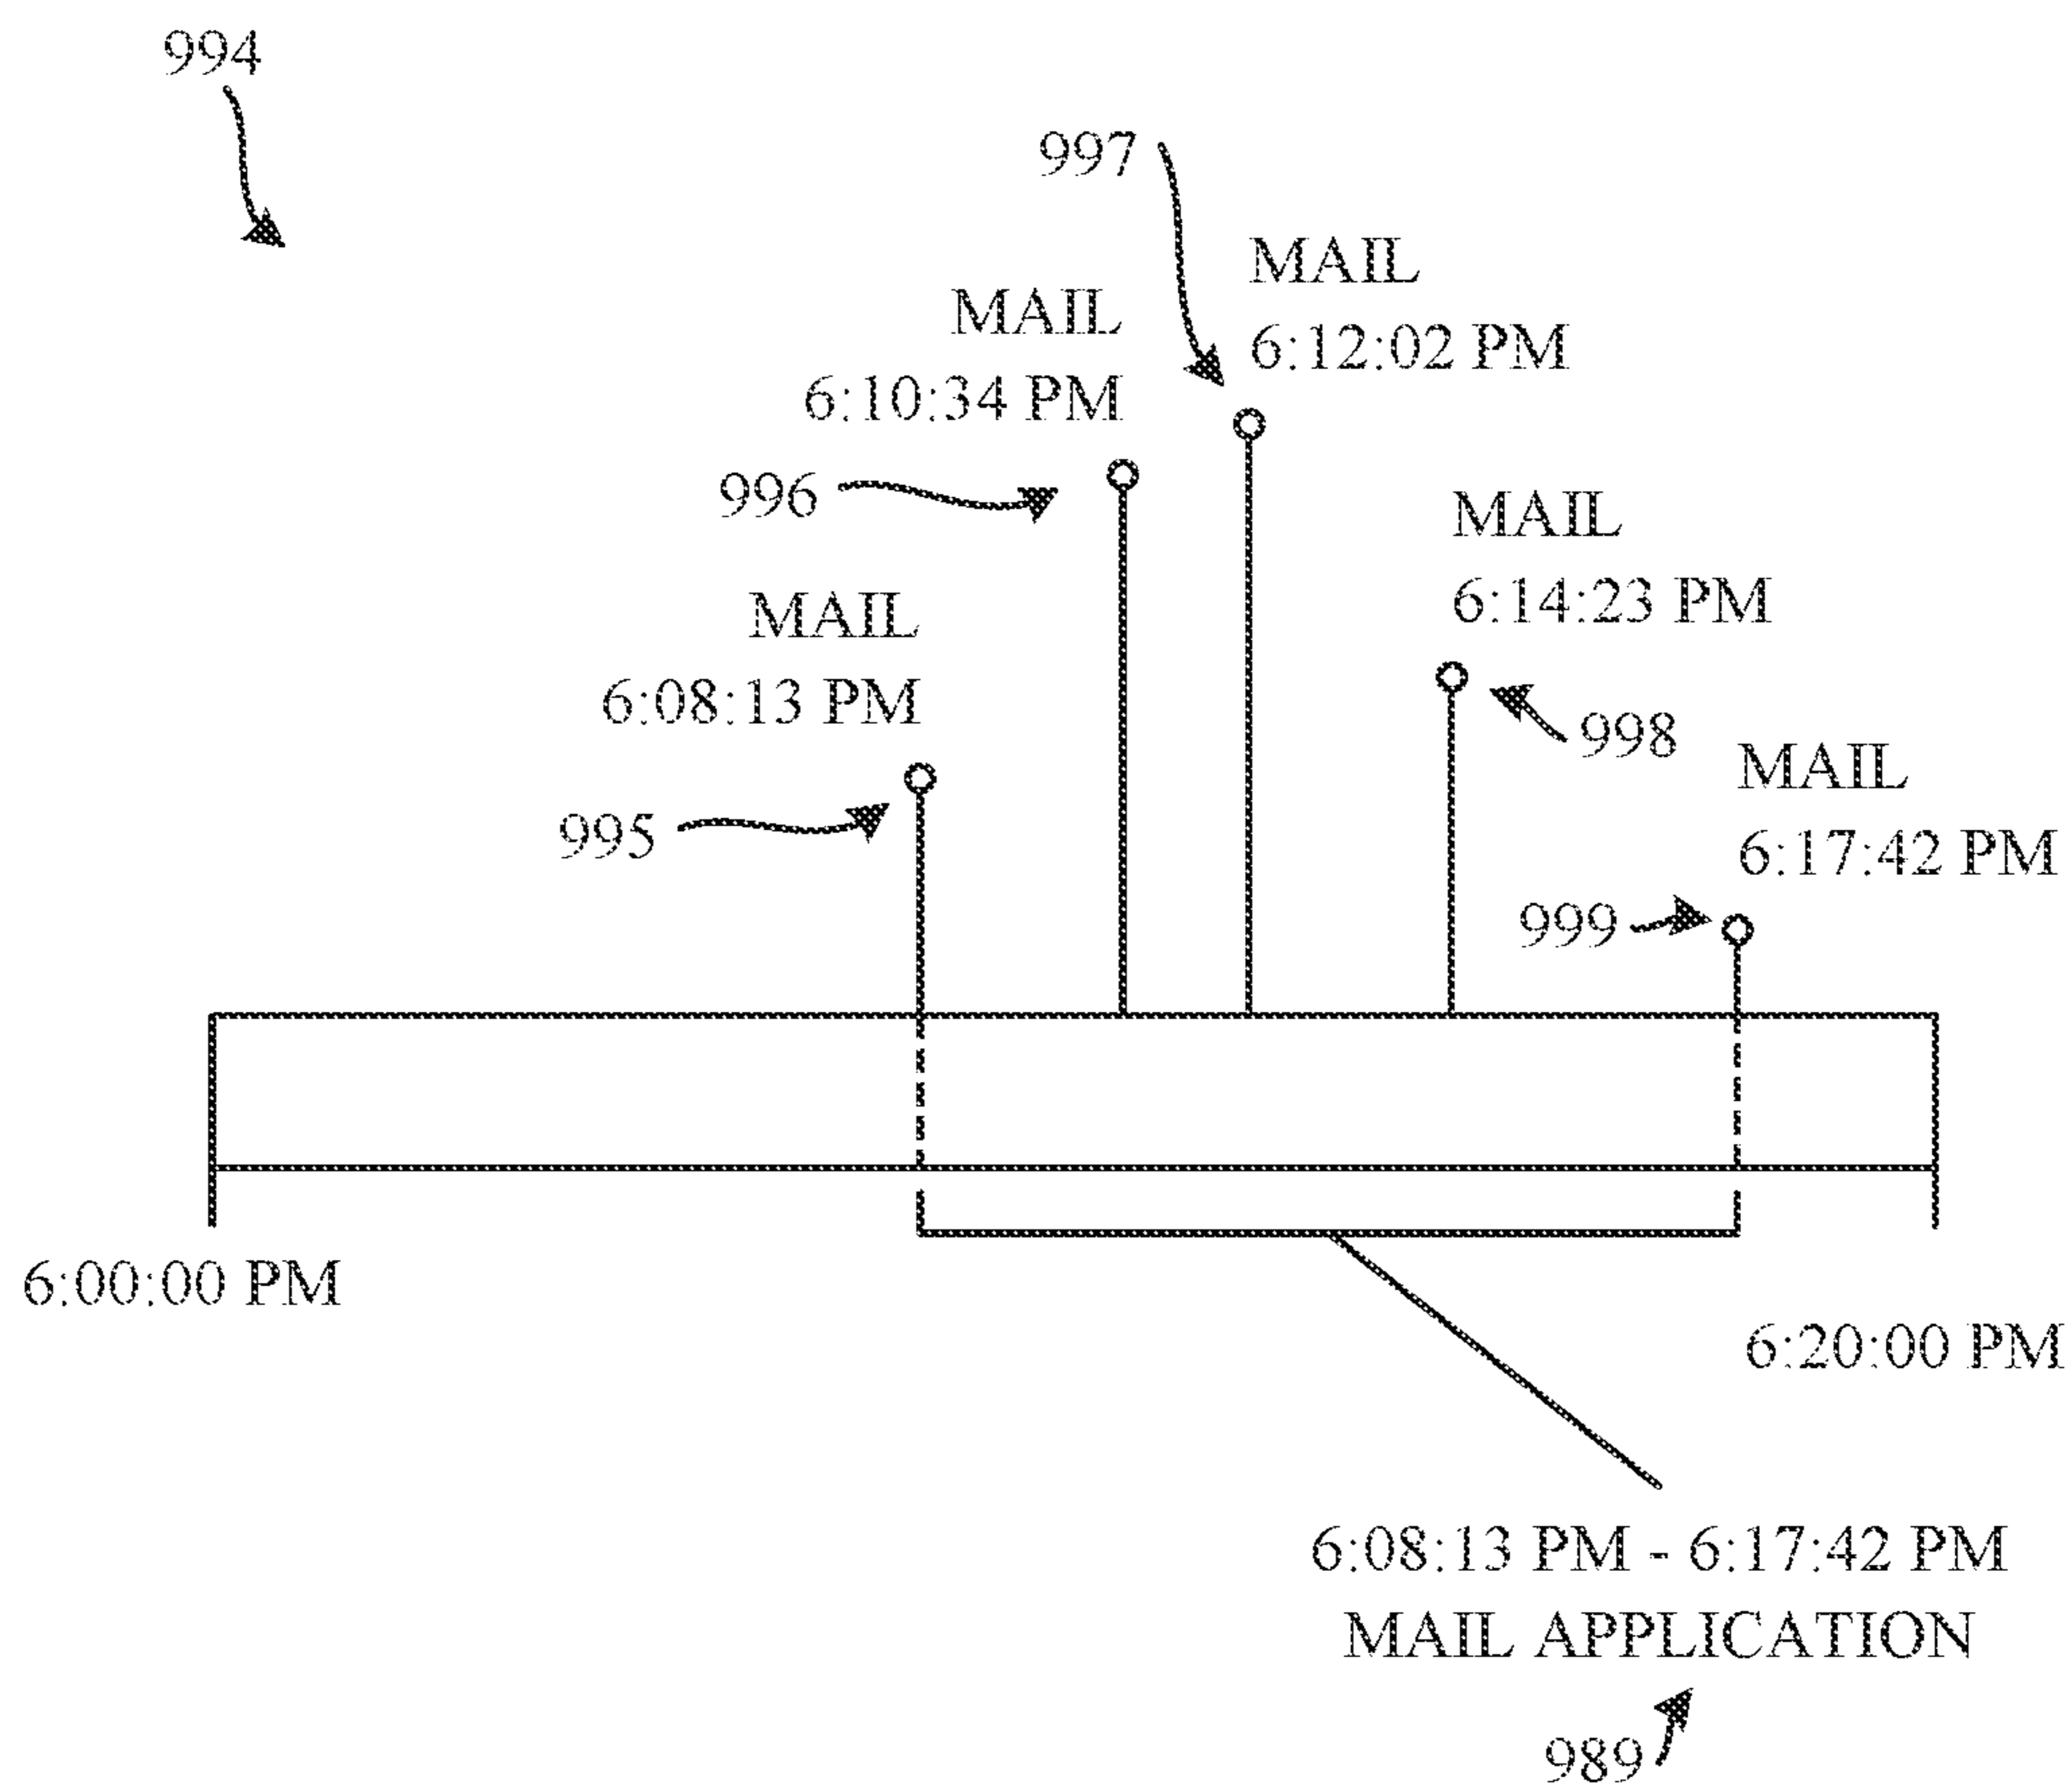 994
997
MAIL
6:12:02 PM
MAIL
6:10:34 PM
996
MAIL
6:14:23 PM
998
MAIL
6:08:13 PM
995
MAIL
6:17:42 PM
999
6:00:00 PM
6:20:00 PM
6:08:13 PM - 6:17:42 PM
MAIL APPLICATION
989